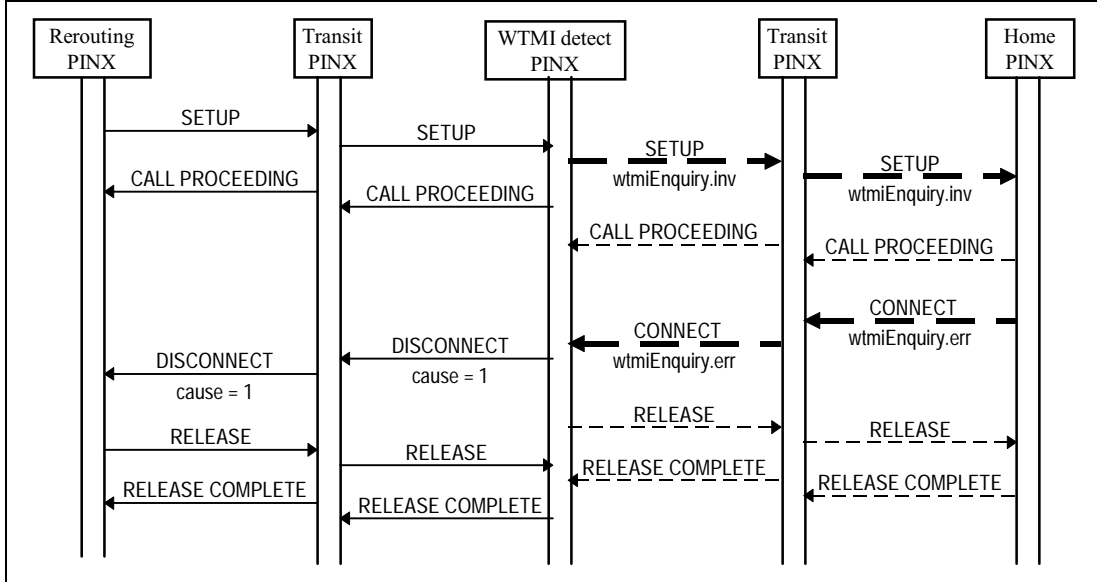 Rerouting
PINX
Transit
PINX
WTMI detect
PINX
Transit
PINX
Home
PINX
SETUP
SETUP
SETUP
wtmiEnquiry.inv
SETUP
wtmiEnquiry.inv
CALL PROCEEDING
CALL PROCEEDING
CALL PROCEEDING
CALL PROCEEDING
CONNECT
wtmiEnquiry.err
CONNECT
wtmiEnquiry.err
DISCONNECT
cause = 1
DISCONNECT
cause = 1
RELEASE
RELEASE
RELEASE
RELEASE
RELEASE COMPLETE
RELEASE COMPLETE
RELEASE COMPLETE
RELEASE COMPLETE